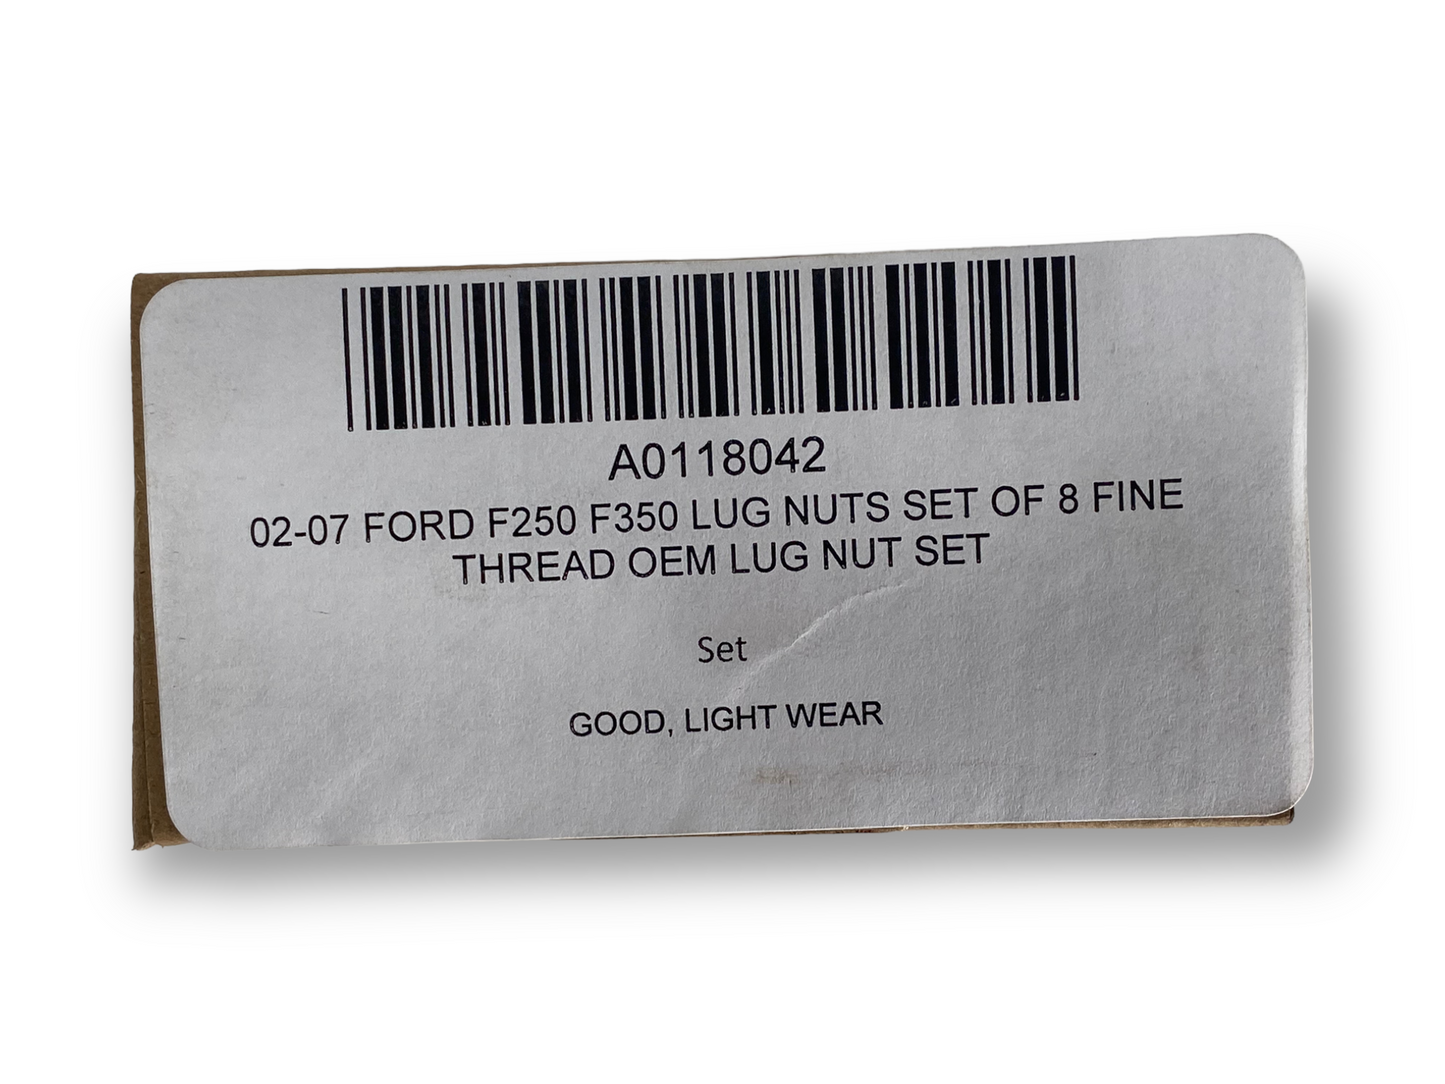 A0118042
02-07 FORD F250 F350 LUG NUTS SET OF 8 FINE
THREAD OEM LUG NUT SET
Set
GOOD, LIGHT WEAR